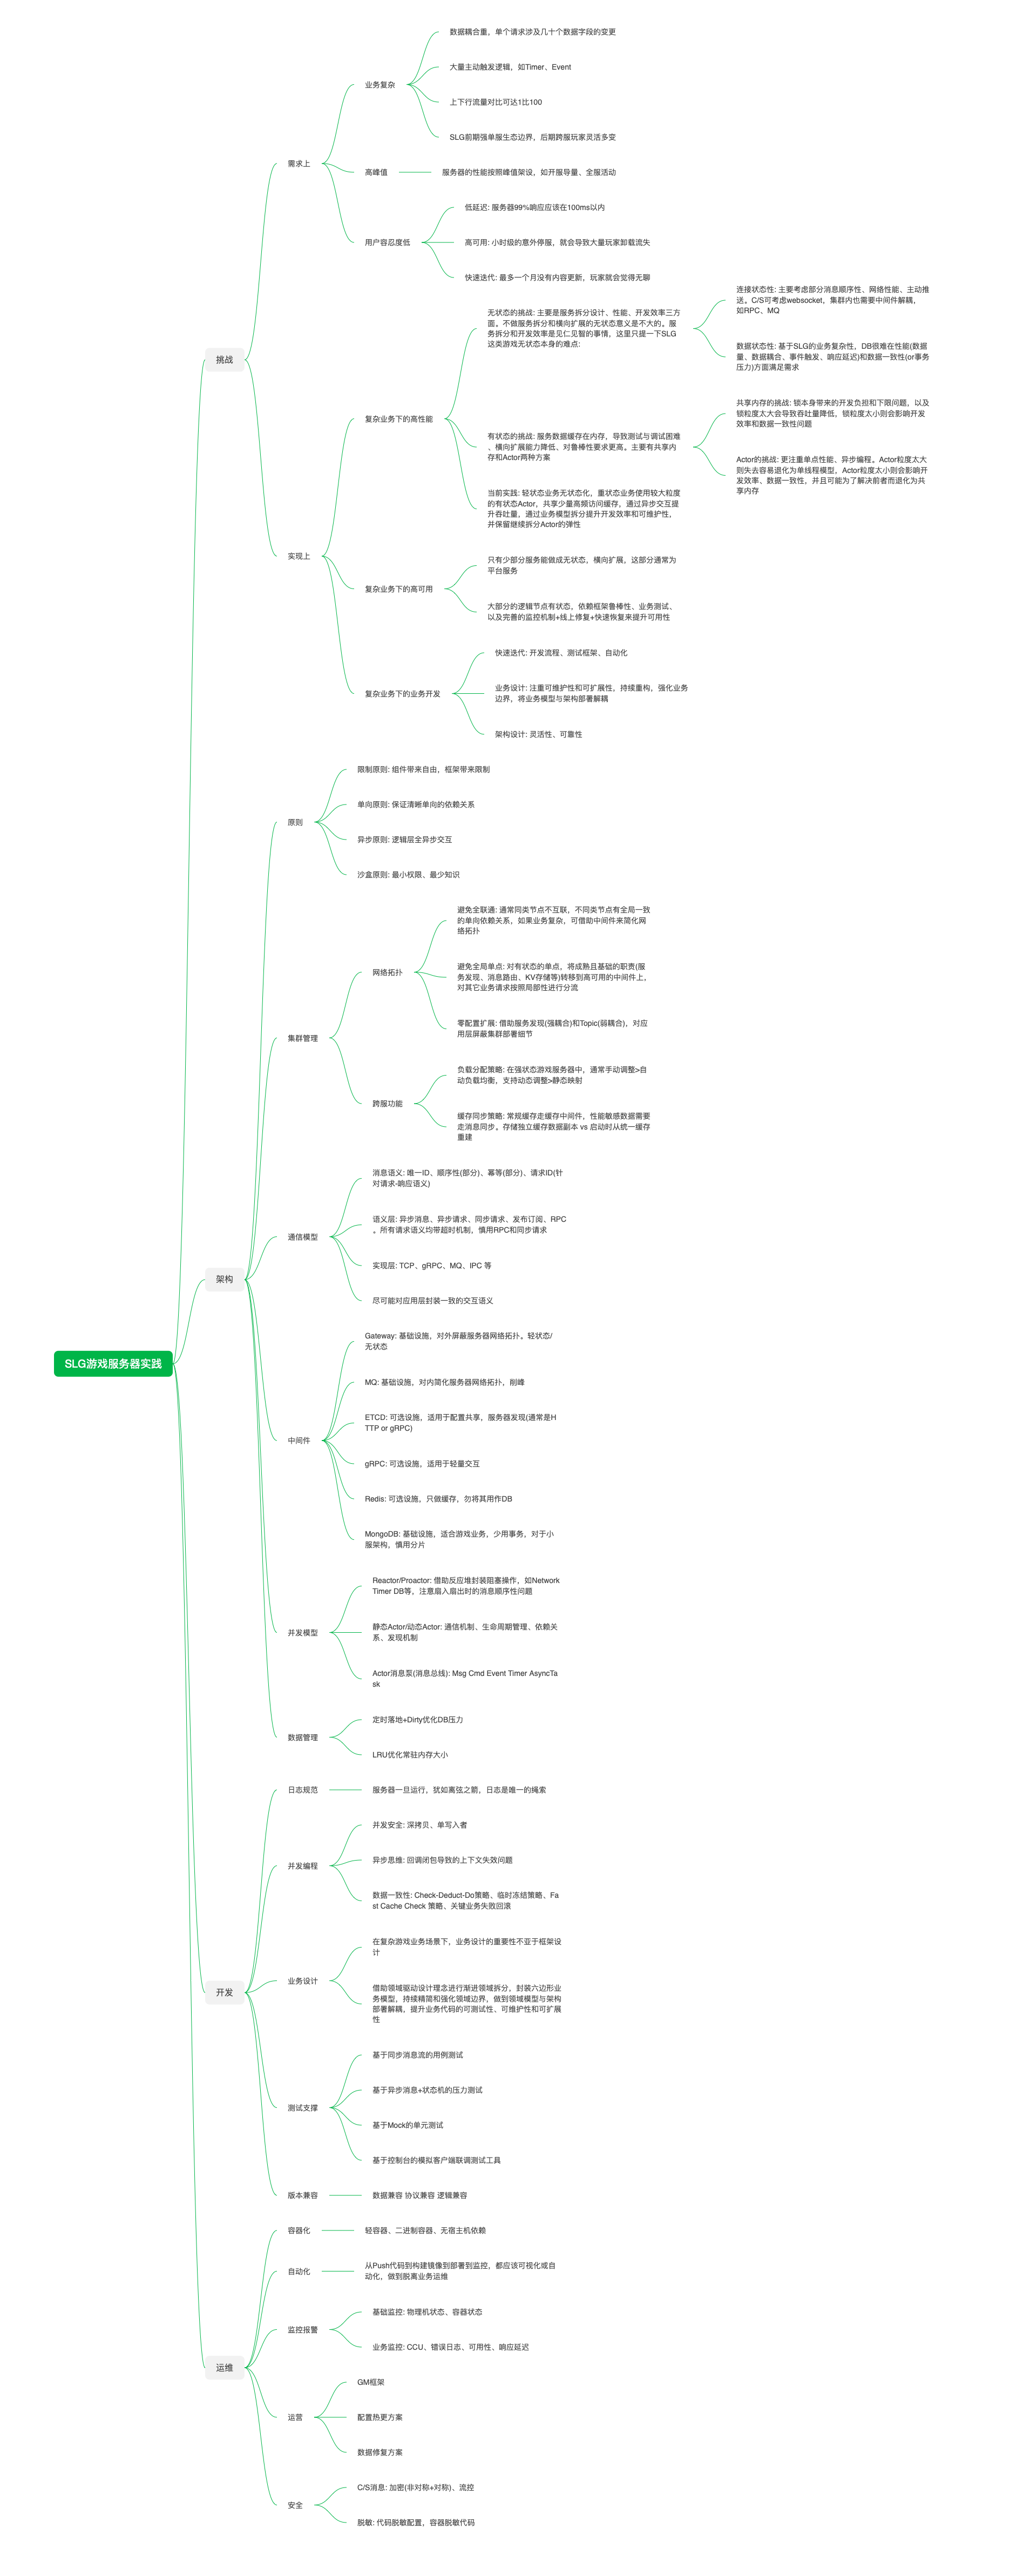 SLG游戏服务器实践
挑战
需求上
业务复杂
数据耦合重，单个请求涉及几十个数据字段的变更
大量主动触发逻辑，如Timer、Event
上下行流量对比可达1比100
SLG前期强单服生态边界，后期跨服玩家灵活多变
高峰值
服务器的性能按照峰值架设，如开服导量、全服活动
用户容忍度低
低延迟: 服务器99%响应应该在100ms以内
高可用: 小时级的意外停服，就会导致大量玩家卸载流失
快速迭代: 最多一个月没有内容更新，玩家就会觉得无聊
实现上
复杂业务下的高性能
无状态的挑战: 主要是服务拆分设计、性能、开发效率三方
面。不做服务拆分和横向扩展的无状态意义是不大的。服
务拆分和开发效率是见仁见智的事情，这里只提一下SLG
这类游戏无状态本身的难点:
连接状态性: 主要考虑部分消息顺序性、网络性能、主动推
送。C/S可考虑websocket，集群内也需要中间件解耦，
如RPC、MQ
数据状态性: 基于SLG的业务复杂性，DB很难在性能(数据
量、数据耦合、事件触发、响应延迟)和数据一致性(or事务
压力)方面满足需求
有状态的挑战: 服务数据缓存在内存，导致测试与调试困难
、横向扩展能力降低、对鲁棒性要求更高。主要有共享内
存和Actor两种方案
共享内存的挑战: 锁本身带来的开发负担和下限问题，以及
锁粒度太大会导致吞吐量降低，锁粒度太小则会影响开发
效率和数据一致性问题
Actor的挑战: 更注重单点性能、异步编程。Actor粒度太大
则失去容易退化为单线程模型，Actor粒度太小则会影响开
发效率、数据一致性，并且可能为了解决前者而退化为共
享内存
当前实践: 轻状态业务无状态化，重状态业务使用较大粒度
的有状态Actor，共享少量高频访问缓存，通过异步交互提
升吞吐量，通过业务模型拆分提升开发效率和可维护性，
并保留继续拆分Actor的弹性
复杂业务下的高可用
只有少部分服务能做成无状态，横向扩展，这部分通常为
平台服务
大部分的逻辑节点有状态，依赖框架鲁棒性、业务测试、
以及完善的监控机制+线上修复+快速恢复来提升可用性
复杂业务下的业务开发
快速迭代: 开发流程、测试框架、自动化
业务设计: 注重可维护性和可扩展性，持续重构，强化业务
边界，将业务模型与架构部署解耦
架构设计: 灵活性、可靠性
架构
原则
限制原则: 组件带来自由，框架带来限制
单向原则: 保证清晰单向的依赖关系
异步原则: 逻辑层全异步交互
沙盒原则: 最小权限、最少知识
集群管理
网络拓扑
避免全联通: 通常同类节点不互联，不同类节点有全局一致
的单向依赖关系，如果业务复杂，可借助中间件来简化网
络拓扑
避免全局单点: 对有状态的单点，将成熟且基础的职责(服
务发现、消息路由、KV存储等)转移到高可用的中间件上，
对其它业务请求按照局部性进行分流
零配置扩展: 借助服务发现(强耦合)和Topic(弱耦合)，对应
用层屏蔽集群部署细节
跨服功能
负载分配策略: 在强状态游戏服务器中，通常手动调整>自
动负载均衡，支持动态调整>静态映射
缓存同步策略: 常规缓存走缓存中间件，性能敏感数据需要
走消息同步。存储独立缓存数据副本 vs 启动时从统一缓存
重建
通信模型
消息语义: 唯一ID、顺序性(部分)、幂等(部分)、请求ID(针
对请求-响应语义)
语义层: 异步消息、异步请求、同步请求、发布订阅、RPC
。所有请求语义均带超时机制，慎用RPC和同步请求
实现层: TCP、gRPC、MQ、IPC 等
尽可能对应用层封装一致的交互语义
中间件
Gateway: 基础设施，对外屏蔽服务器网络拓扑。轻状态/
无状态
MQ: 基础设施，对内简化服务器网络拓扑，削峰
ETCD: 可选设施，适用于配置共享，服务器发现(通常是H
TTP or gRPC)
gRPC: 可选设施，适用于轻量交互
Redis: 可选设施，只做缓存，勿将其用作DB
MongoDB: 基础设施，适合游戏业务，少用事务，对于小
服架构，慎用分片
并发模型
Reactor/Proactor: 借助反应堆封装阻塞操作，如Network
Timer DB等，注意扇入扇出时的消息顺序性问题
静态Actor/动态Actor: 通信机制、生命周期管理、依赖关
系、发现机制
Actor消息泵(消息总线): Msg Cmd Event Timer AsyncTa
sk
数据管理
定时落地+Dirty优化DB压力
LRU优化常驻内存大小
开发
日志规范
服务器一旦运行，犹如离弦之箭，日志是唯一的绳索
并发编程
并发安全: 深拷贝、单写入者
异步思维: 回调闭包导致的上下文失效问题
数据一致性: Check-Deduct-Do策略、临时冻结策略、Fa
st Cache Check 策略、关键业务失败回滚
业务设计
在复杂游戏业务场景下，业务设计的重要性不亚于框架设
计
借助领域驱动设计理念进行渐进领域拆分，封装六边形业
务模型，持续精简和强化领域边界，做到领域模型与架构
部署解耦，提升业务代码的可测试性、可维护性和可扩展
性
测试支撑
基于同步消息流的用例测试
基于异步消息+状态机的压力测试
基于Mock的单元测试
基于控制台的模拟客户端联调测试工具
版本兼容
数据兼容 协议兼容 逻辑兼容
运维
容器化
轻容器、二进制容器、无宿主机依赖
自动化
从Push代码到构建镜像到部署到监控，都应该可视化或自
动化，做到脱离业务运维
监控报警
基础监控: 物理机状态、容器状态
业务监控: CCU、错误日志、可用性、响应延迟
运营
GM框架
配置热更方案
数据修复方案
安全
C/S消息: 加密(非对称+对称)、流控
脱敏: 代码脱敏配置，容器脱敏代码